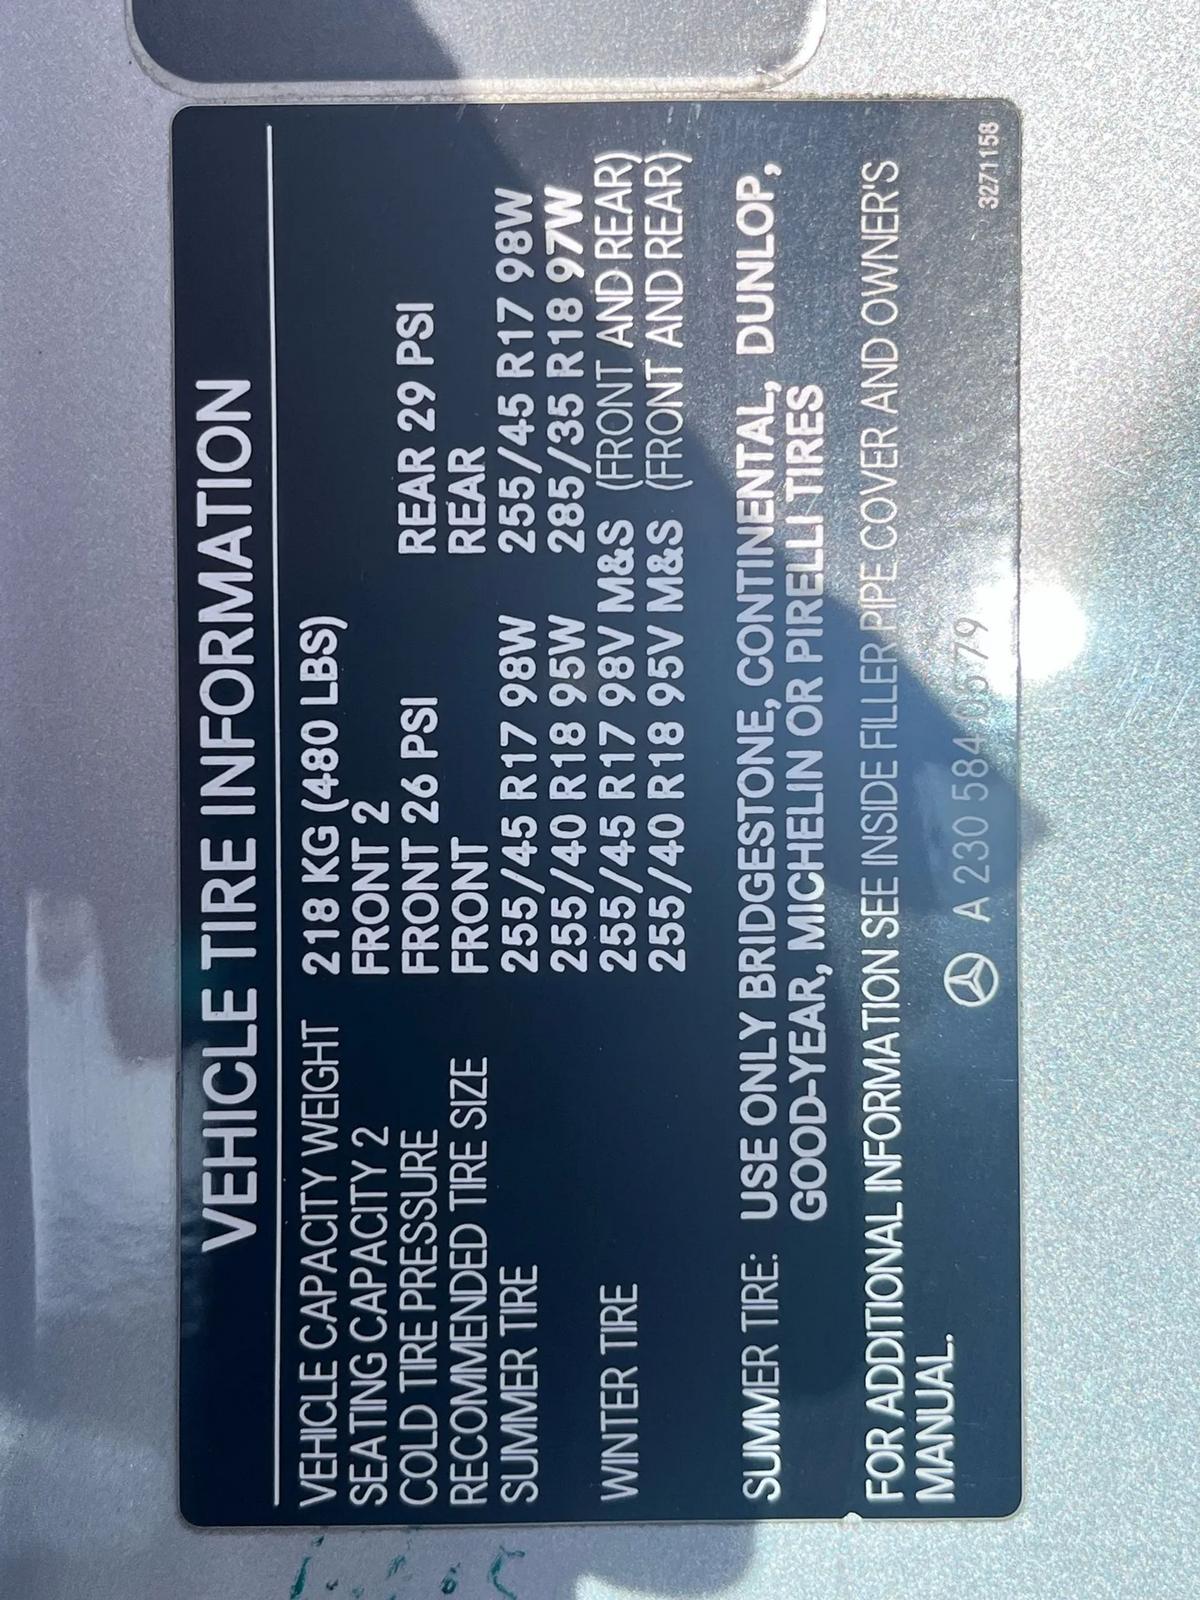 VEHICLE TIRE INFORMATION
VEHICLE CAPACITY WEIGHT 218 KG (480 LBS)
SEATING CAPACITY 2 FRONT 2
COLD TIRE PRESSURE FRONT 26 PSI REAR 29 PSI
RECOMMENDED TIRE SIZE FRONT REAR
SUMMER TIRE 255/45 R17 98W 255/45 R17 98W
255/40 R18 95W 285/35 R18 97W
WINTER TIRE 255/45 R17 98V M&S (FRONT AND REAR)
255/40 R18 95V M&S (FRONT AND REAR)
SUMMER TIRE: USE ONLY BRIDGESTONE, CONTINENTAL, DUNLOP,
GOOD-YEAR, MICHELIN OR PIRELLI TIRES
FOR ADDITIONAL INFORMATION SEE INSIDE FILLER PIPE COVER AND OWNER'S
MANUAL.
A 230 584 06 79
3271158